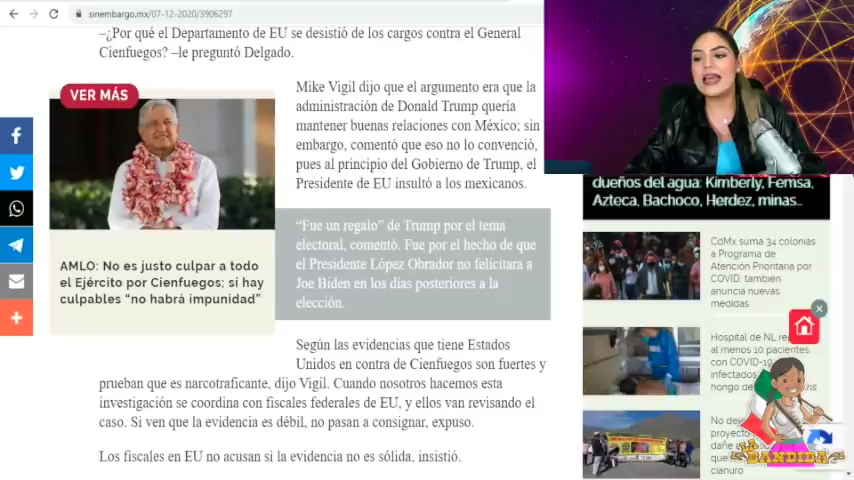 sinembargo.mx/07-12-2020/3906297
–¿Por qué el Departamento de EU se desistió de los cargos contra el General
Cienfuegos? –le preguntó Delgado.
VER MÁS
AMLO: No es justo culpar a todo
el Ejército por Cienfuegos; si hay
culpables “no habrá impunidad”
Mike Vigil dijo que el argumento era que la
administración de Donald Trump quería
mantener buenas relaciones con México; sin
embargo, comentó que eso no lo convenció,
pues al principio del Gobierno de Trump, el
Presidente de EU insultó a los mexicanos.
“Fue un regalo” de Trump por el tema
electoral, comentó. Fue por el hecho de que
el Presidente López Obrador no felicitara a
Joe Biden en los días posteriores a la
elección.
Según las evidencias que tiene Estados
Unidos en contra de Cienfuegos son fuertes y
prueban que es narcotraficante, dijo Vigil. Cuando nosotros hacemos esta
investigación se coordina con fiscales federales de EU, y ellos van revisando el
caso. Si ven que la evidencia es débil, no pasan a consignar, expuso.
Los fiscales en EU no acusan si la evidencia no es sólida, insistió.
dueños del agua: Kimberly, Femsa,
Azteca, Bachoco, Herdez, minas...
CdMx suma 34 colonias
a Programa de
Atención Prioritaria por
COVID; también
anuncia nuevas
medidas
Hospital de NL
al menos 10 pacientes
con COVID-19
infectados
hongo de
No
proyecto
dañe
que
cianuro
LA BANDIDA